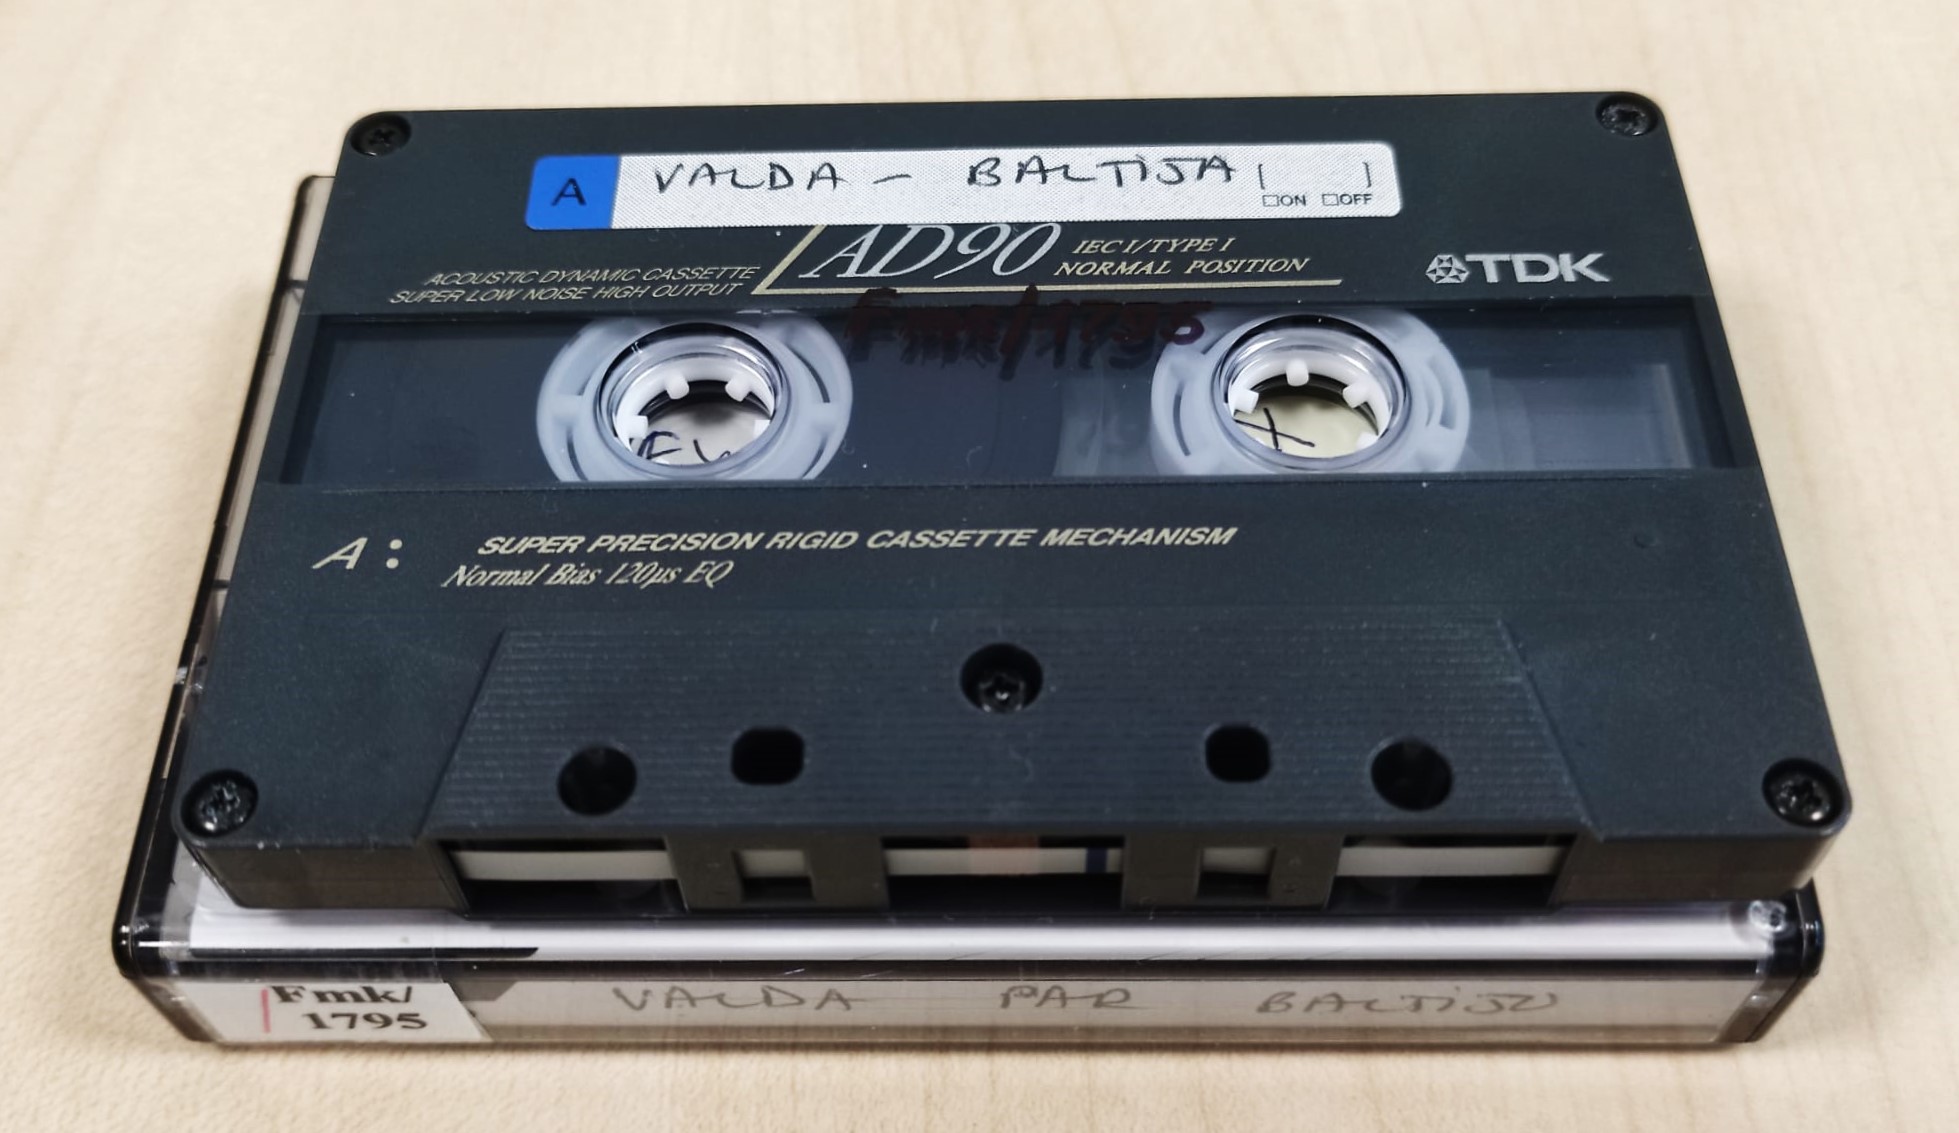 A VALDA – BALTIJA [ ]
□ON □OFF
AD90 IEC I/TYPE I
NORMAL POSITION
ACOUSTIC DYNAMIC CASSETTE
SUPER LOW NOISE HIGH OUTPUT
TDK
Fmk/1795
A: SUPER PRECISION RIGID CASSETTE MECHANISM
Normal Bias 120µs EQ
Fmk/
1795
VALDA PAR BALTIJU